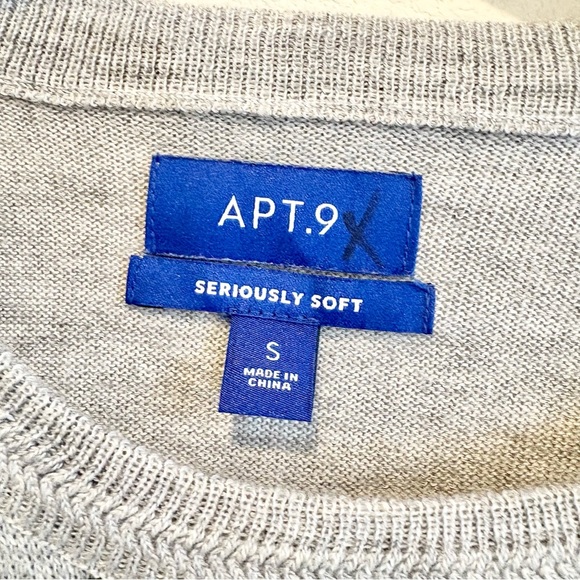 APT.9 X
SERIOUSLY SOFT
S
MADE IN
CHINA